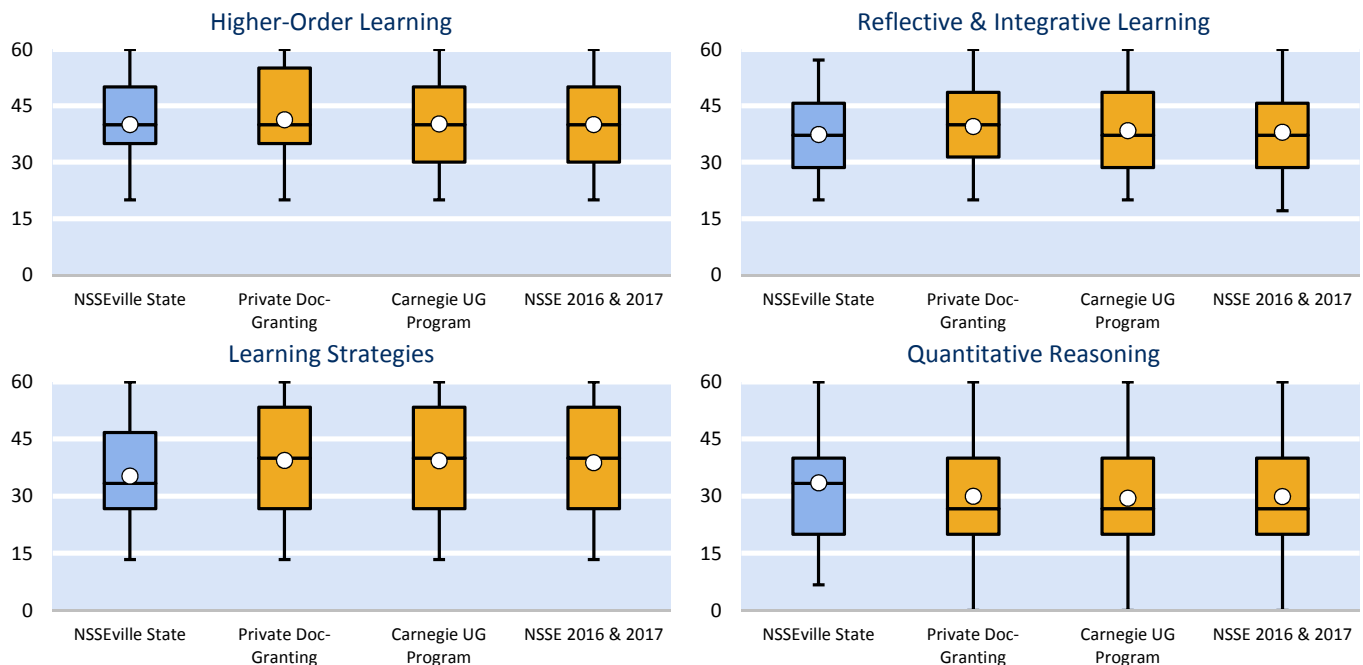 Higher-Order Learning
60
45
30
15
0
NSSEville State
Private Doc-
Granting
Carnegie UG
Program
NSSE 2016 & 2017
Reflective & Integrative Learning
60
45
30
15
0
NSSEville State
Private Doc-
Granting
Carnegie UG
Program
NSSE 2016 & 2017
Learning Strategies
60
45
30
15
0
NSSEville State
Private Doc-
Granting
Carnegie UG
Program
NSSE 2016 & 2017
Quantitative Reasoning
60
45
30
15
0
NSSEville State
Private Doc-
Granting
Carnegie UG
Program
NSSE 2016 & 2017